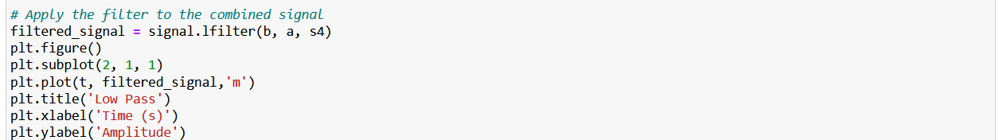 # Apply the filter to the combined signal
filtered_signal = signal.lfilter(b, a, s4)
plt.figure()
plt.subplot(2, 1, 1)
plt.plot(t, filtered_signal,'m')
plt.title('Low Pass')
plt.xlabel('Time (s)')
plt.ylabel('Amplitude')